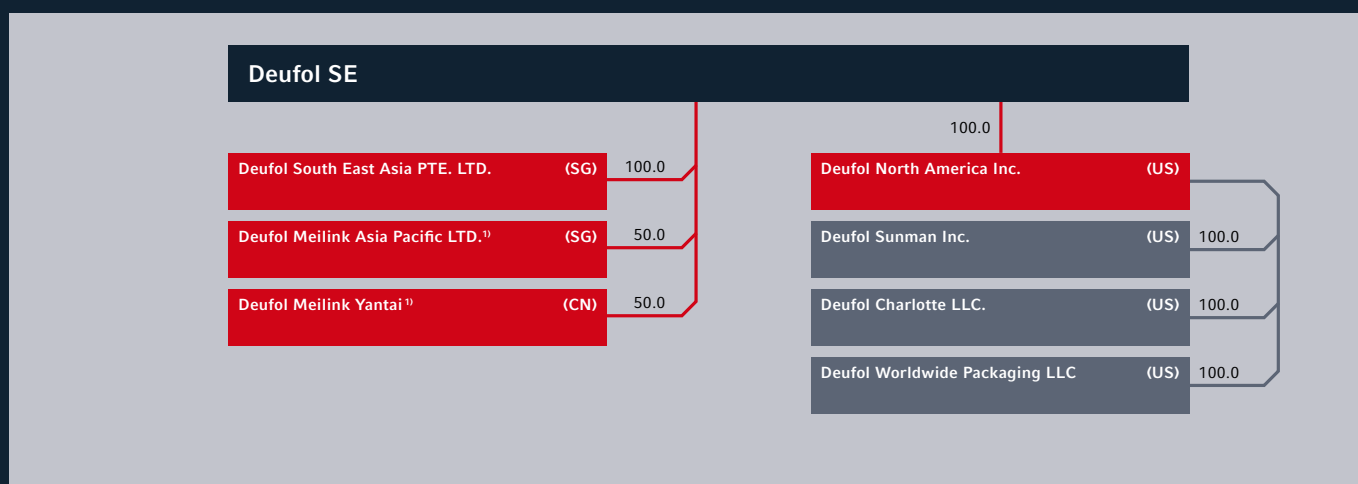 Deufol SE
100.0
Deufol South East Asia PTE. LTD. (SG) 100.0
Deufol Meilink Asia Pacific LTD.¹⁾ (SG) 50.0
Deufol Meilink Yantai¹⁾ (CN) 50.0
Deufol North America Inc. (US)
Deufol Sunman Inc. (US) 100.0
Deufol Charlotte LLC. (US) 100.0
Deufol Worldwide Packaging LLC (US) 100.0